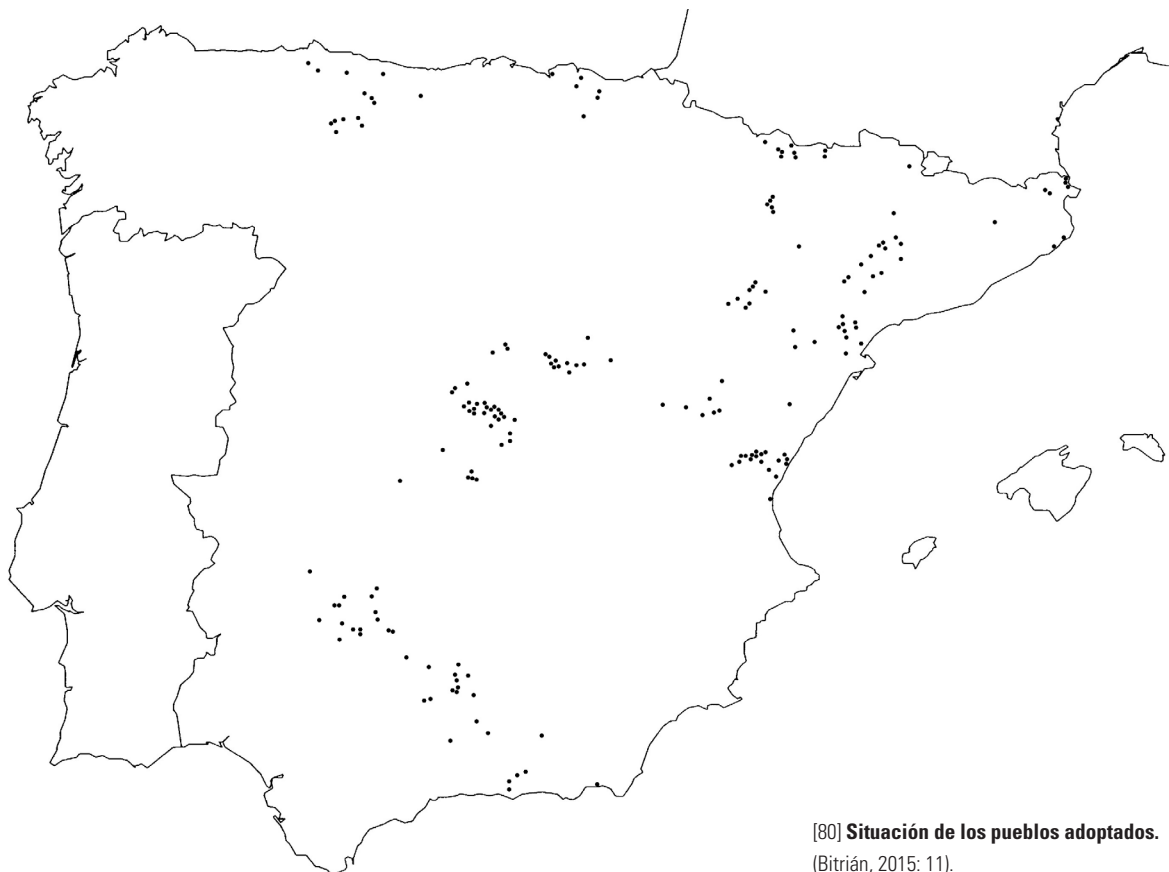 [80] Situación de los pueblos adoptados.
(Bitrián, 2015: 11).